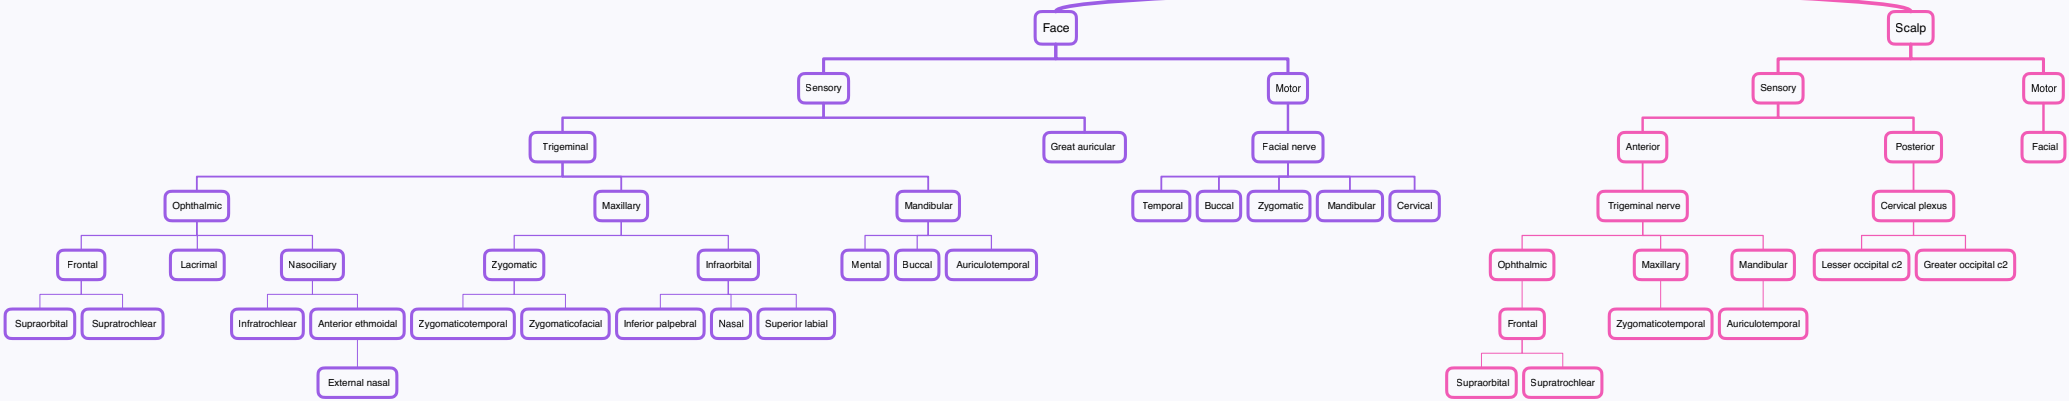 Face
Scalp
Sensory
Motor
Sensory
Motor
Trigeminal
Great auricular
Facial nerve
Anterior
Posterior
Facial
Ophthalmic
Maxillary
Mandibular
Temporal
Buccal
Zygomatic
Mandibular
Cervical
Trigeminal nerve
Cervical plexus
Frontal
Lacrimal
Nasociliary
Zygomatic
Infraorbital
Mental
Buccal
Auriculotemporal
Ophthalmic
Maxillary
Mandibular
Lesser occipital c2
Greater occipital c2
Supraorbital
Supratrochlear
Infratrochlear
Anterior ethmoidal
Zygomaticotemporal
Zygomaticofacial
Inferior palpebral
Nasal
Superior labial
Frontal
Zygomaticotemporal
Auriculotemporal
External nasal
Supraorbital
Supratrochlear